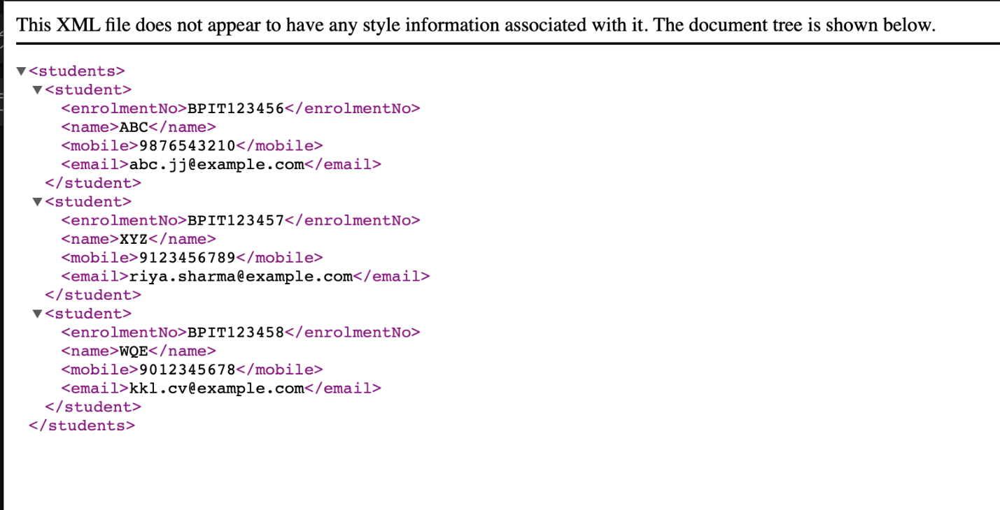 This XML file does not appear to have any style information associated with it. The document tree is shown below.
▼<students>
▼<student>
<enrolmentNo>BPIT123456</enrolmentNo>
<name>ABC</name>
<mobile>9876543210</mobile>
<email>abc.jj@example.com</email>
</student>
▼<student>
<enrolmentNo>BPIT123457</enrolmentNo>
<name>XYZ</name>
<mobile>9123456789</mobile>
<email>riya.sharma@example.com</email>
</student>
▼<student>
<enrolmentNo>BPIT123458</enrolmentNo>
<name>WQE</name>
<mobile>9012345678</mobile>
<email>kkl.cv@example.com</email>
</student>
</students>